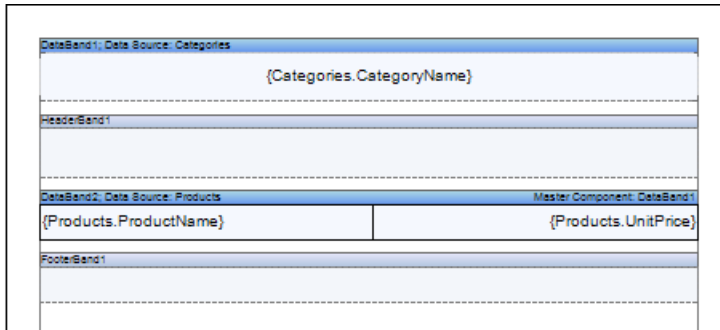 DataBand1; Data Source: Categories
{Categories.CategoryName}
HeaderBand1
DataBand2; Data Source: Products Master Component: DataBand1
{Products.ProductName} {Products.UnitPrice}
FooterBand1